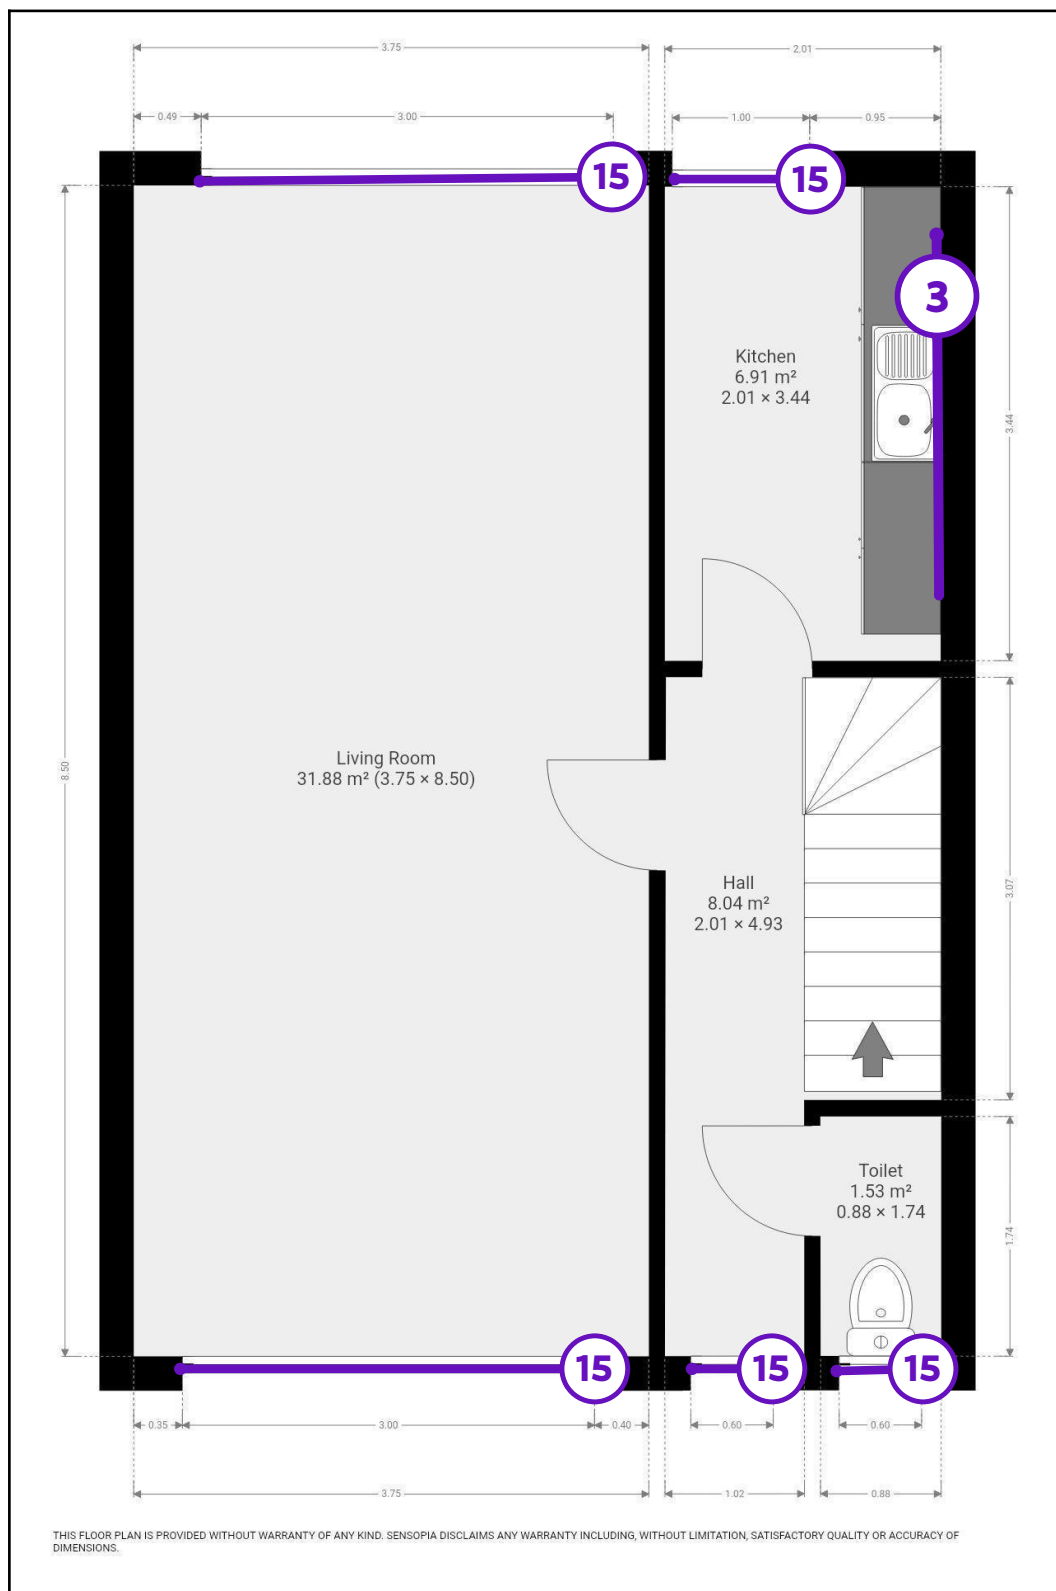 3.75
2.01
0.49
3.00
1.00
0.95
15
15
3
Kitchen
6.91 m²
2.01 × 3.44
3.44
Living Room
31.88 m² (3.75 × 8.50)
8.50
Hall
8.04 m²
2.01 × 4.93
3.07
Toilet
1.53 m²
0.88 × 1.74
1.74
15
15
15
0.35
3.00
0.40
0.60
0.60
3.75
1.02
0.88
THIS FLOOR PLAN IS PROVIDED WITHOUT WARRANTY OF ANY KIND. SENSOPIA DISCLAIMS ANY WARRANTY INCLUDING, WITHOUT LIMITATION, SATISFACTORY QUALITY OR ACCURACY OF
DIMENSIONS.